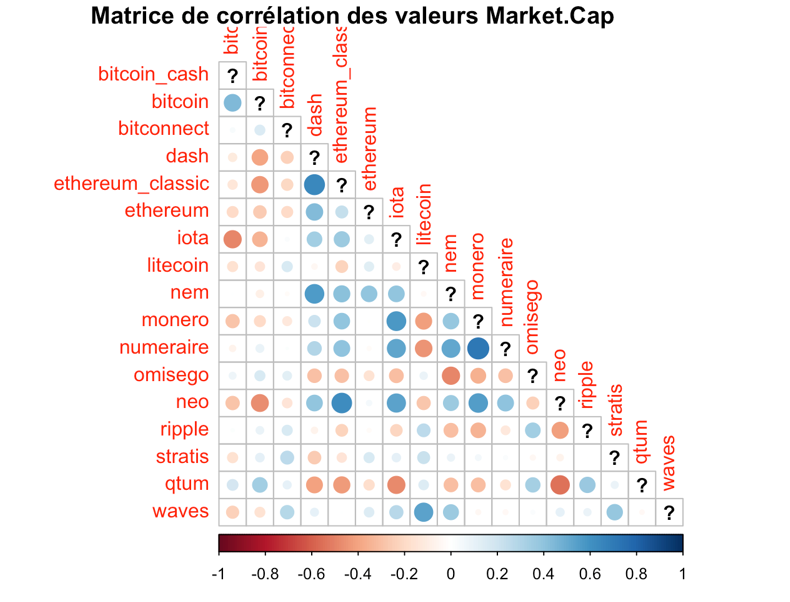 Matrice de corrélation des valeurs Market.Cap
bitc
bitcoin
bitconnec
dash
ethereum_class
ethereum
iota
litecoin
nem
monero
numeraire
omisego
neo
ripple
stratis
qtum
waves
bitcoin_cash ?
bitcoin ?
bitconnect ?
dash ?
ethereum_classic ?
ethereum ?
iota ?
litecoin ?
nem ?
monero ?
numeraire ?
omisego ?
neo ?
ripple ?
stratis ?
qtum ?
waves ?
-1 -0.8 -0.6 -0.4 -0.2 0 0.2 0.4 0.6 0.8 1